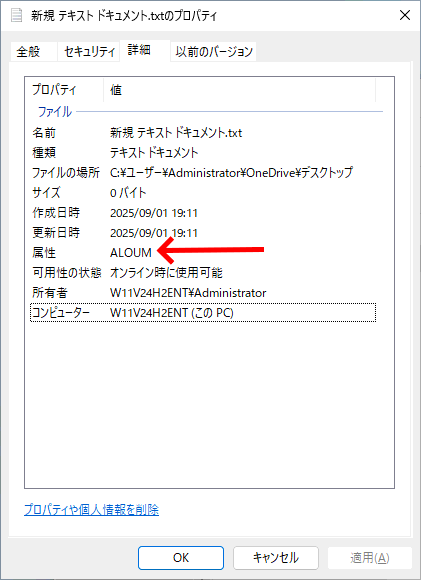 新規 テキスト ドキュメント.txtのプロパティ
全般 セキュリティ 詳細 以前のバージョン
プロパティ 値
ファイル
名前 新規 テキスト ドキュメント.txt
種類 テキスト ドキュメント
ファイルの場所 C:¥ユーザー¥Administrator¥OneDrive¥デスクトップ
サイズ 0 バイト
作成日時 2025/09/01 19:11
更新日時 2025/09/01 19:11
属性 ALOUM
可用性の状態 オンライン時に使用可能
所有者 W11V24H2ENT¥Administrator
コンピューター W11V24H2ENT (この PC)
プロパティや個人情報を削除
OK キャンセル 適用(A)